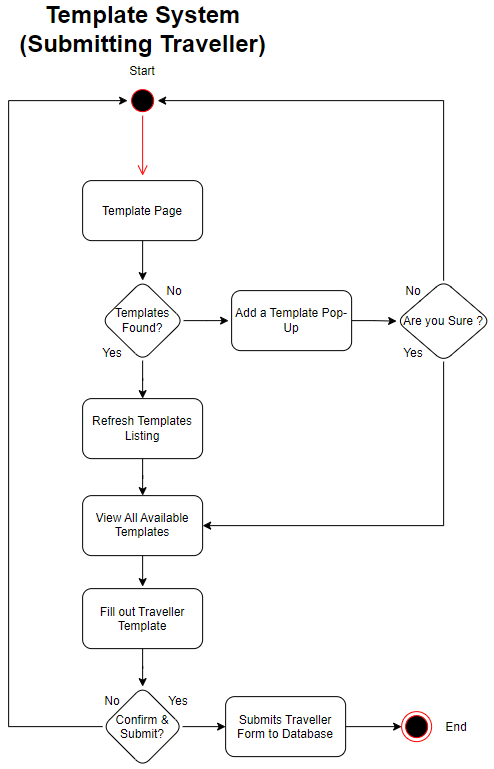 Template System
(Submitting Traveller)
Start
Template Page
No
Templates
Found?
Yes
Add a Template Pop-
Up
No
Are you Sure ?
Yes
Refresh Templates
Listing
View All Available
Templates
Fill out Traveller
Template
No
Yes
Confirm &
Submit?
Submits Traveller
Form to Database
End